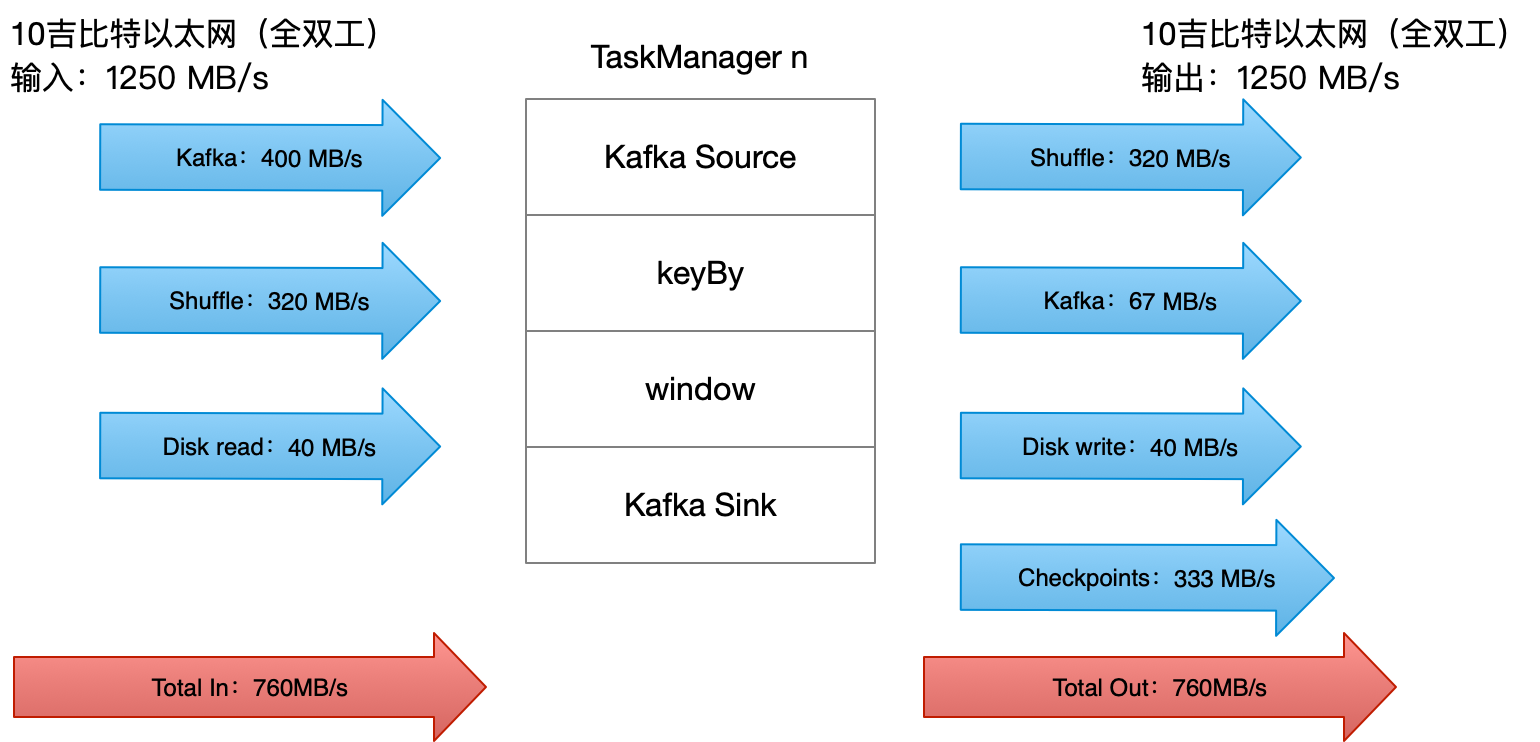 10吉比特以太网（全双工）
输入：1250 MB/s
TaskManager n
10吉比特以太网（全双工）
输出：1250 MB/s
Kafka：400 MB/s
Kafka Source
Shuffle：320 MB/s
Shuffle：320 MB/s
keyBy
Kafka：67 MB/s
Disk read：40 MB/s
window
Disk write：40 MB/s
Kafka Sink
Checkpoints：333 MB/s
Total In：760MB/s
Total Out：760MB/s